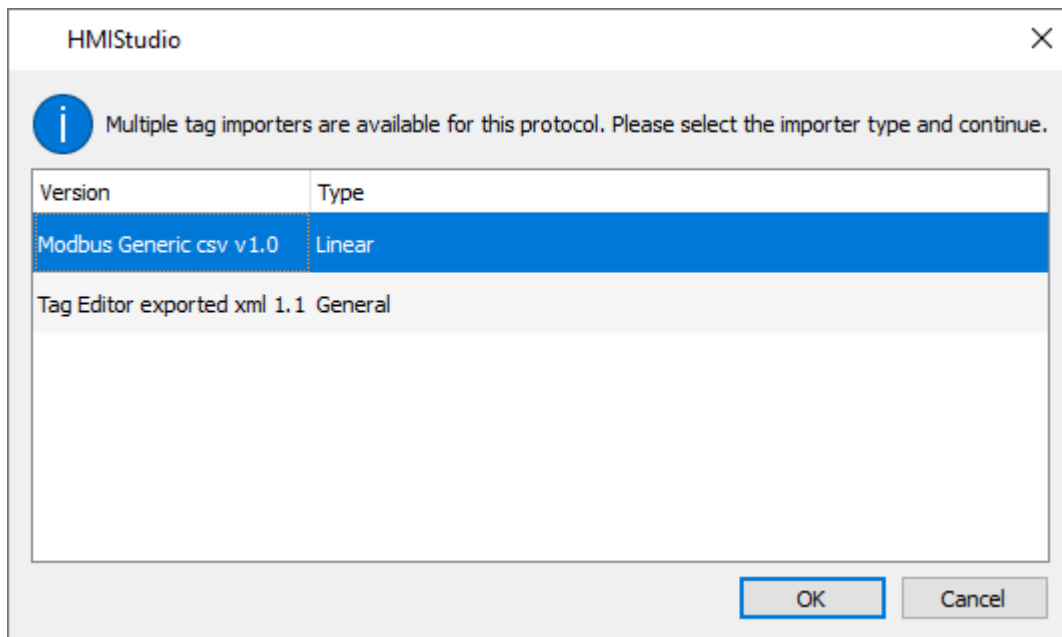 HMIStudio
Multiple tag importers are available for this protocol. Please select the importer type and continue.
Version Type
Modbus Generic csv v1.0 Linear
Tag Editor exported xml 1.1 General
OK Cancel